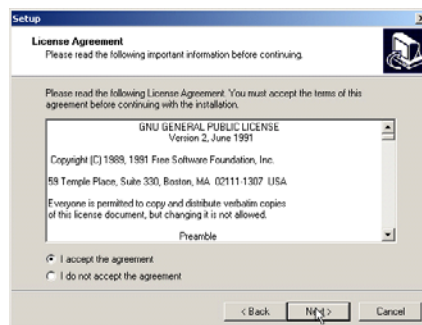 Setup
License Agreement
Please read the following important information before continuing.
Please read the following License Agreement. You must accept the terms of this
agreement before continuing with the installation.
GNU GENERAL PUBLIC LICENSE
Version 2, June 1991
Copyright (C) 1989, 1991 Free Software Foundation, Inc.
59 Temple Place, Suite 330, Boston, MA 02111-1307 USA
Everyone is permitted to copy and distribute verbatim copies
of this license document, but changing it is not allowed.
Preamble
I accept the agreement
I do not accept the agreement
< Back Next > Cancel